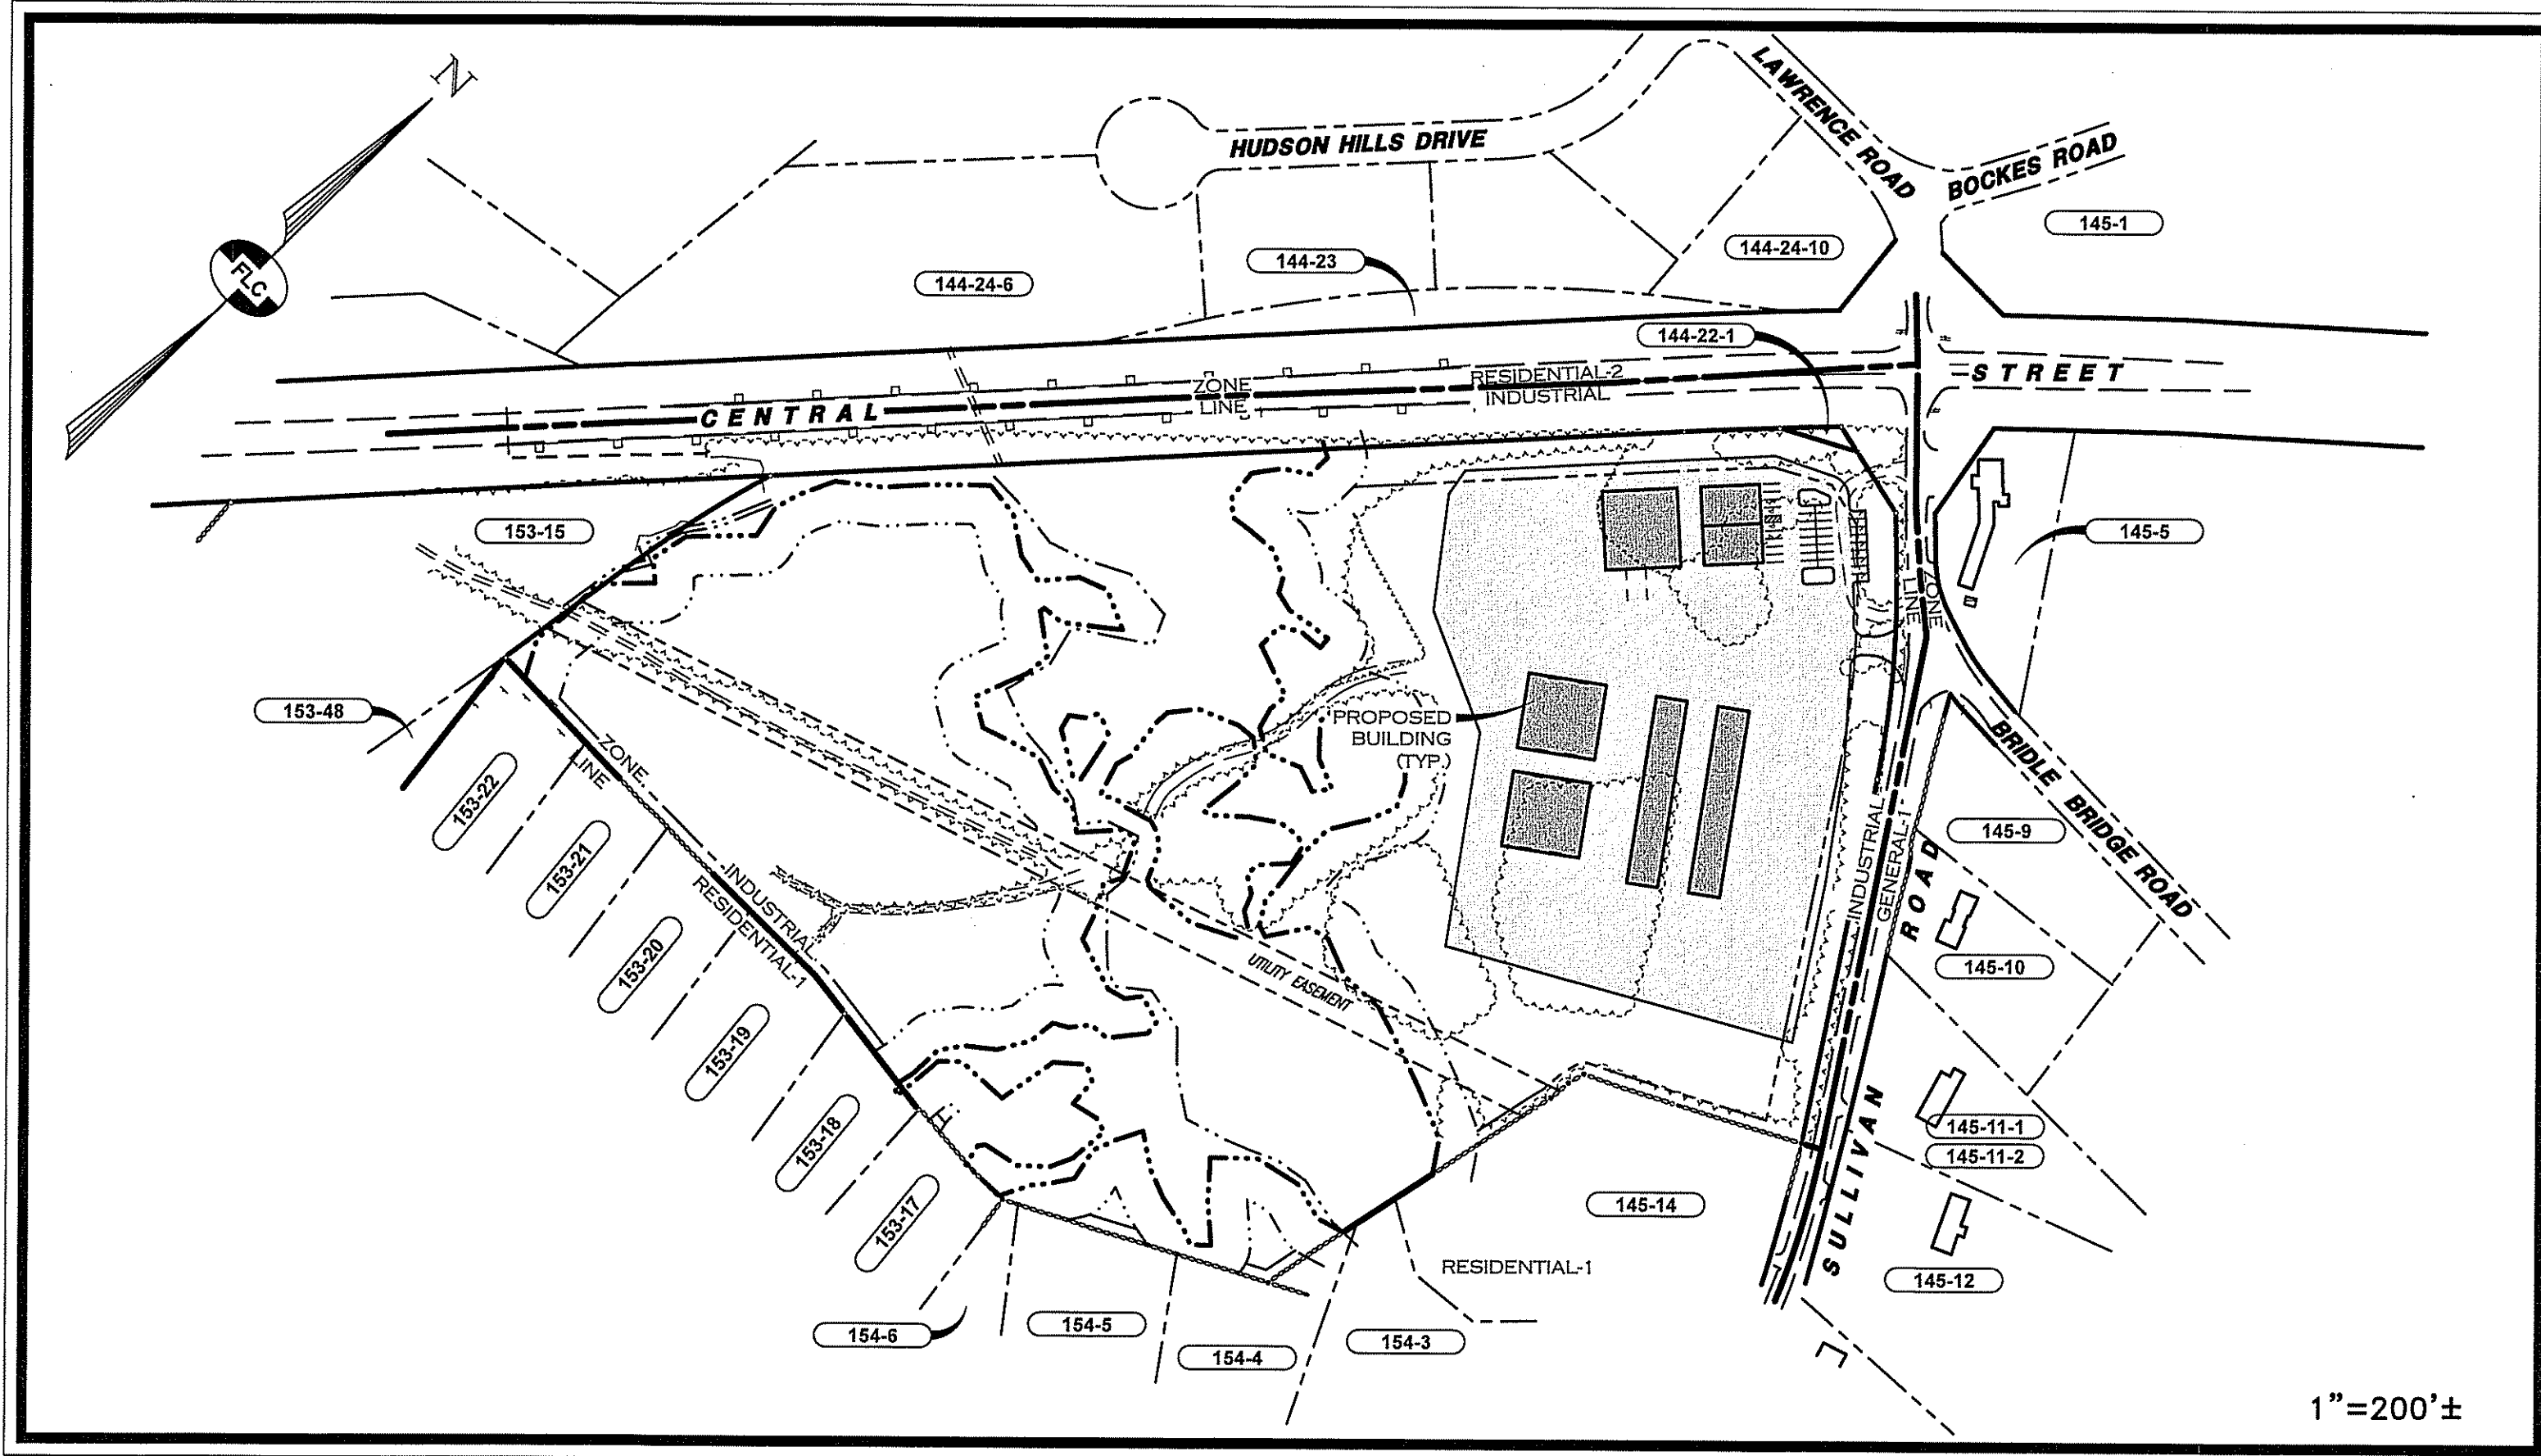 N
FLC
HUDSON HILLS DRIVE
LAWRENCE ROAD
BOCKES ROAD
145-1
144-24-10
144-23
144-24-6
144-22-1
ZONE
LINE
RESIDENTIAL-2
INDUSTRIAL
CENTRAL
STREET
153-15
145-5
ZONE
LINE
153-48
PROPOSED
BUILDING
(TYP.)
BRIDLE BRIDGE ROAD
ZONE
LINE
153-22
153-21
153-20
153-19
153-18
153-17
INDUSTRIAL
RESIDENTIAL-1
INDUSTRIAL
GENERAL-1
145-9
145-10
UTILITY EASEMENT
SULLIVAN ROAD
145-11-1
145-11-2
145-14
RESIDENTIAL-1
145-12
154-6
154-5
154-4
154-3
1"=200'±